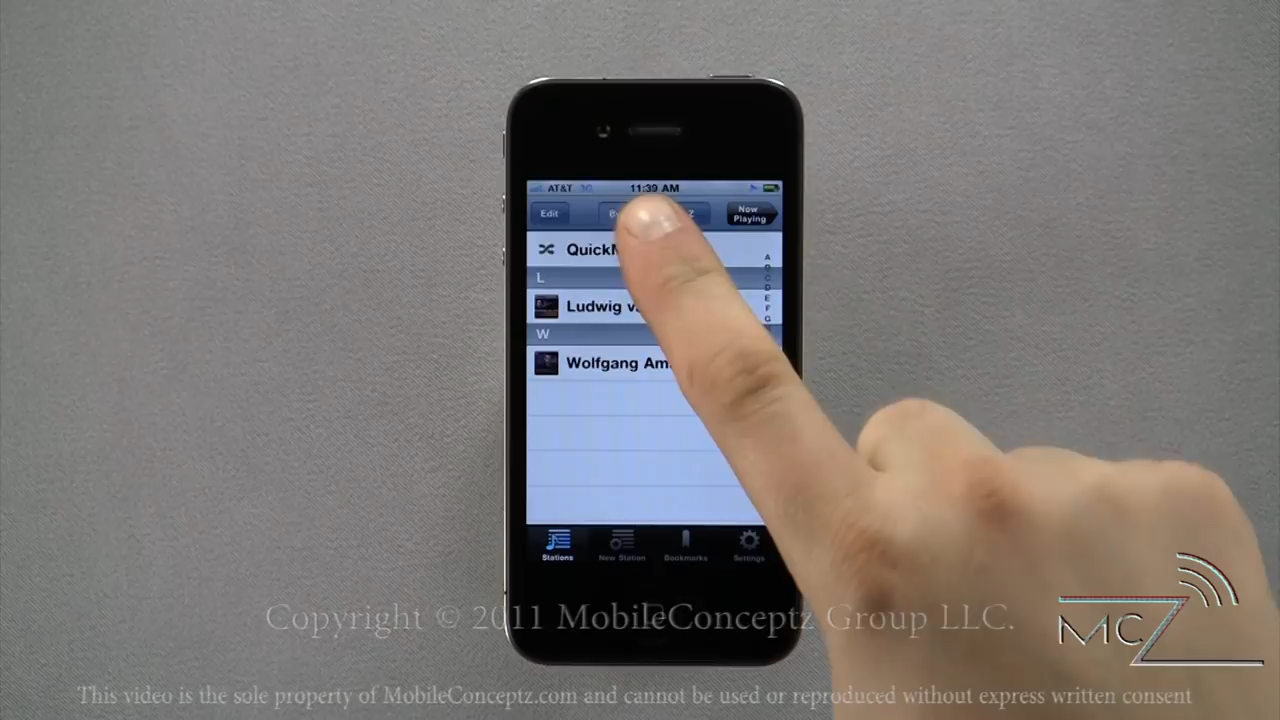 AT&T 3G 11:39 AM
Edit
Now
Playing
A
C
D
E
F
G
L
Ludwig
W
Wolfgang
Stations New Station Bookmarks Settings
Copyright © 2011 MobileConceptz Group LLC.
MCZ
This video is the sole property of MobileConceptz.com and cannot be used or reproduced without express written consent